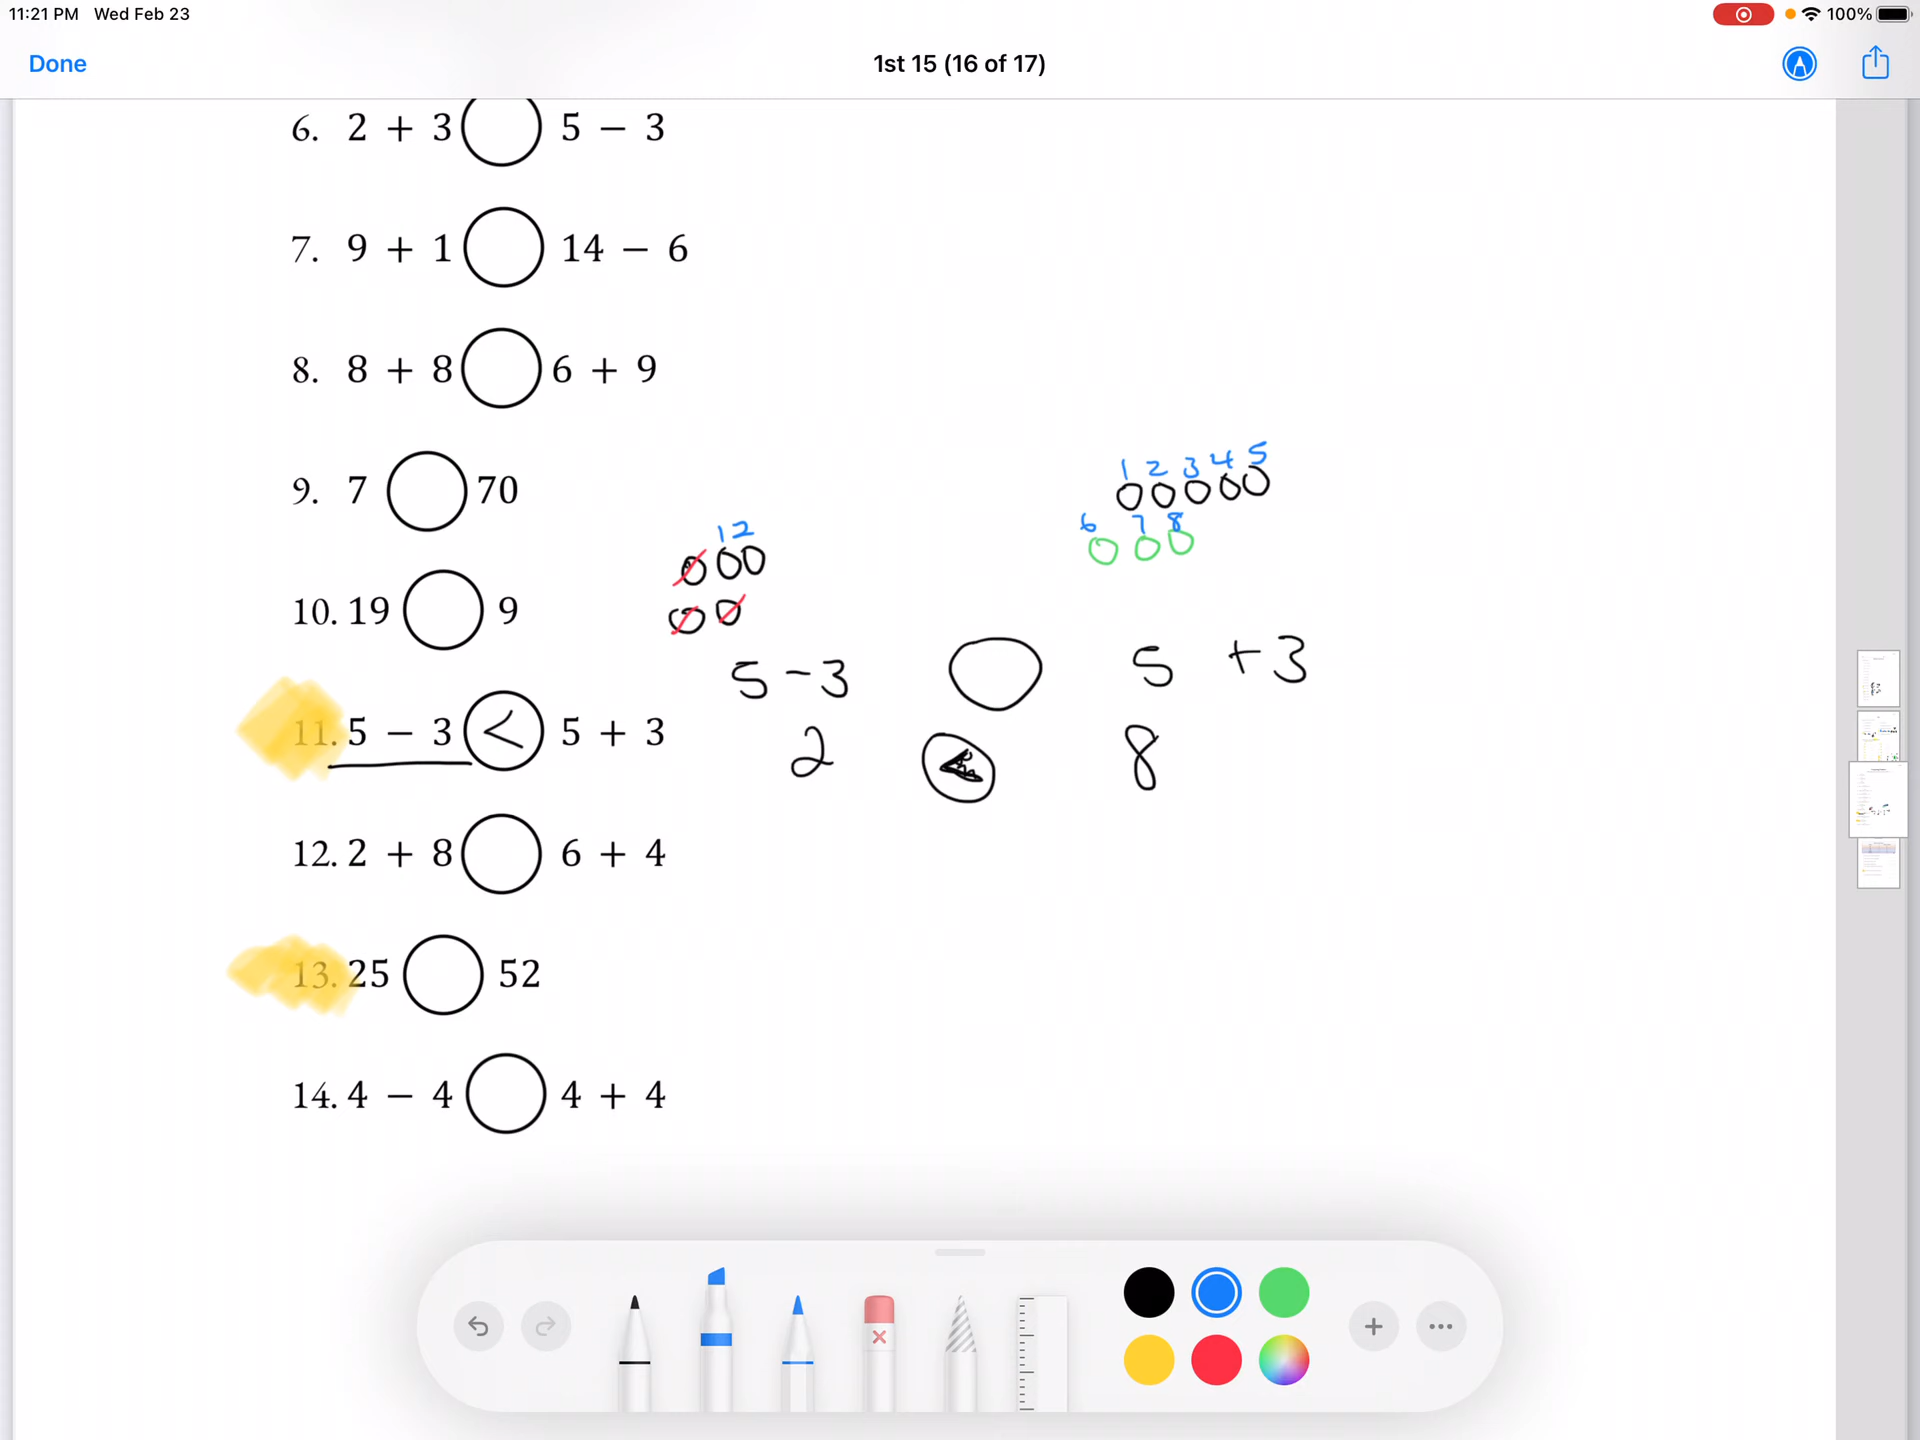 11:21 PM Wed Feb 23
100%
Done
1st 15 (16 of 17)
6. 2 + 3 5 − 3
7. 9 + 1 14 − 6
8. 8 + 8 6 + 9
9. 7 70
1 2 3 4 5
6 7 8
1 2
10. 19 9
5 − 3 5 + 3
11. 5 − 3 < 5 + 3
2 < 8
12. 2 + 8 6 + 4
13. 25 52
14. 4 − 4 4 + 4